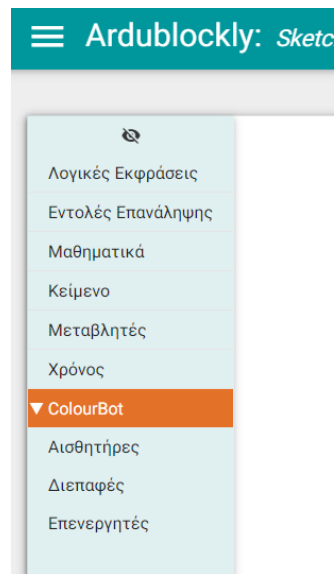 Ardublockly: Sketc
Λογικές Εκφράσεις
Εντολές Επανάληψης
Μαθηματικά
Κείμενο
Μεταβλητές
Χρόνος
ColourBot
Αισθητήρες
Διεπαφές
Επενεργητές